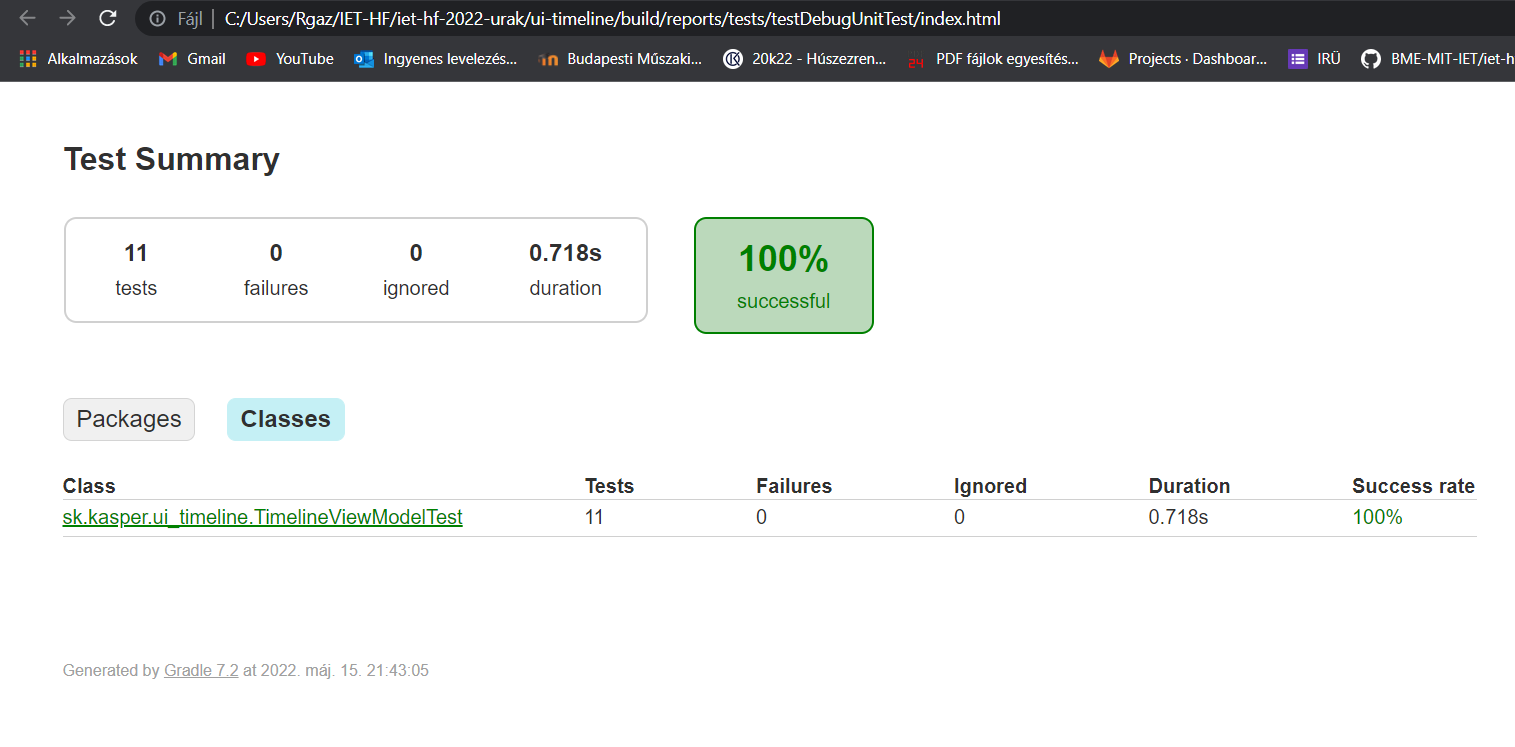 Fájl | C:/Users/Rgaz/IET-HF/iet-hf-2022-urak/ui-timeline/build/reports/tests/testDebugUnitTest/index.html
Alkalmazások Gmail YouTube Ingyenes levelezés... Budapesti Műszaki... 20k22 - Húszezren... 24 PDF fájlok egyesítés... Projects · Dashboar... IRÜ BME-MIT-IET/iet-h
Test Summary
11 0 0 0.718s
tests failures ignored duration
100%
successful
Packages Classes
Class Tests Failures Ignored Duration Success rate
sk.kasper.ui_timeline.TimelineViewModelTest 11 0 0 0.718s 100%
Generated by Gradle 7.2 at 2022. máj. 15. 21:43:05